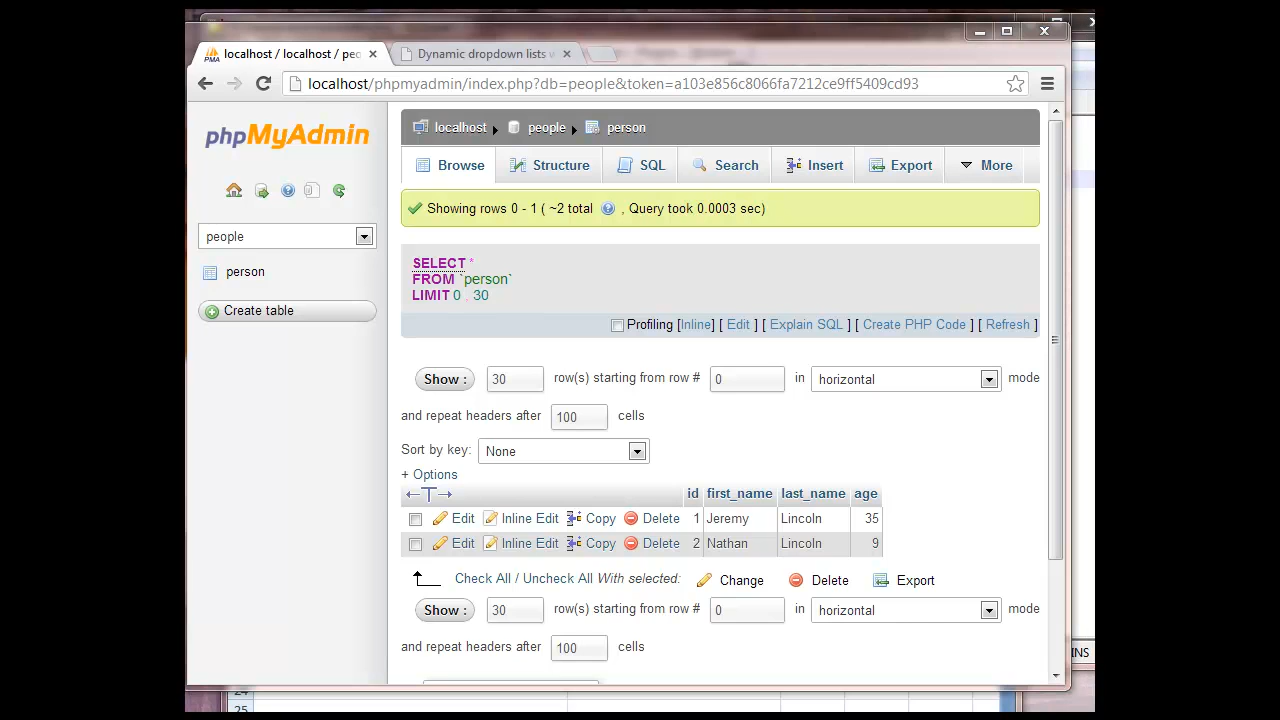 localhost / localhost / peo
Dynamic dropdown lists
localhost/phpmyadmin/index.php?db=people&token=a103e856c8066fa7212ce9ff5409cd93
phpMyAdmin
people
person
Create table
localhost people person
Browse Structure SQL Search Insert Export More
Showing rows 0 - 1 ( ~2 total , Query took 0.0003 sec)
SELECT *
FROM `person`
LIMIT 0 , 30
Profiling [Inline] [ Edit ] [ Explain SQL ] [ Create PHP Code ] [ Refresh ]
Show : 30 row(s) starting from row # 0 in horizontal mode
and repeat headers after 100 cells
Sort by key: None
+ Options
id first_name last_name age
Edit Inline Edit Copy Delete 1 Jeremy Lincoln 35
Edit Inline Edit Copy Delete 2 Nathan Lincoln 9
Check All / Uncheck All With selected: Change Delete Export
Show : 30 row(s) starting from row # 0 in horizontal mode
and repeat headers after 100 cells
INS
24
25